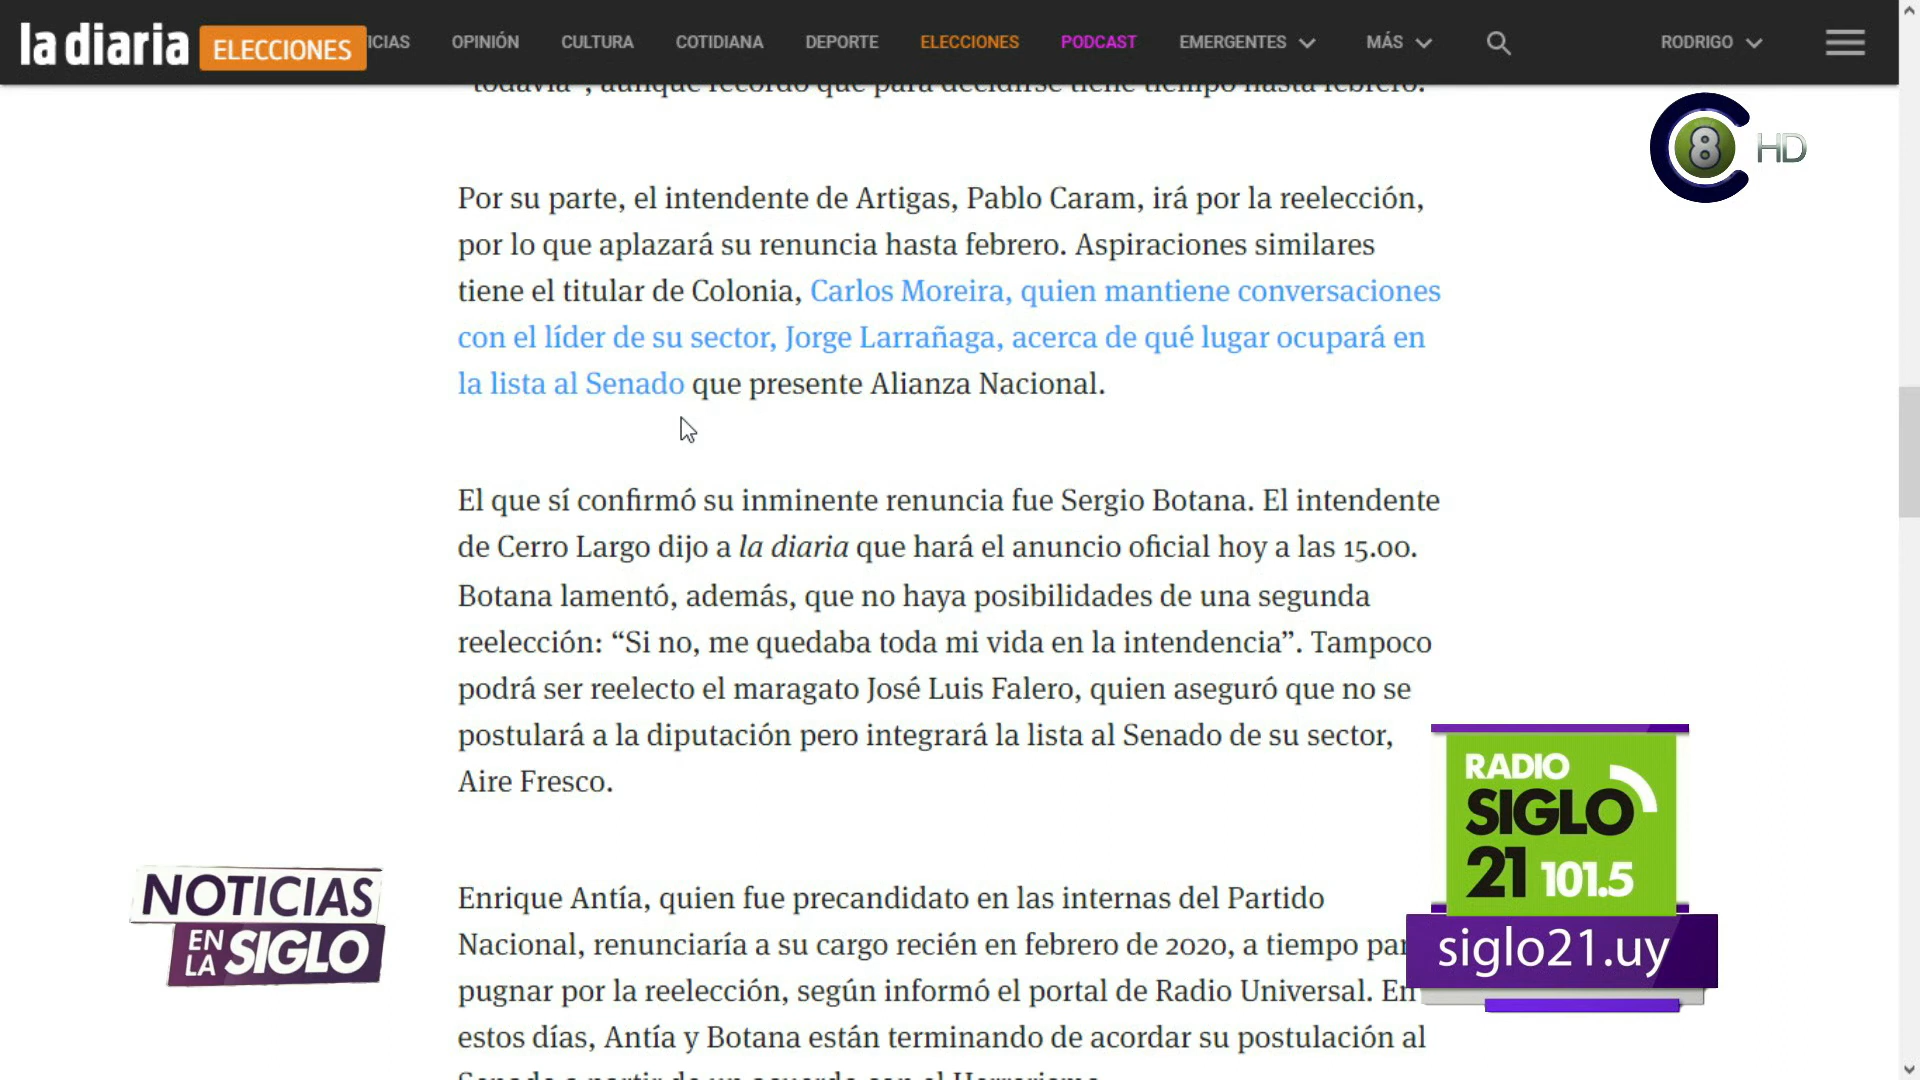 la diaria ELECCIONES ICIAS OPINIÓN CULTURA COTIDIANA DEPORTE ELECCIONES PODCAST EMERGENTES MÁS RODRIGO
todavía", aunque recordó que para decidirse tiene tiempo hasta febrero.
8 HD
Por su parte, el intendente de Artigas, Pablo Caram, irá por la reelección,
por lo que aplazará su renuncia hasta febrero. Aspiraciones similares
tiene el titular de Colonia, Carlos Moreira, quien mantiene conversaciones
con el líder de su sector, Jorge Larrañaga, acerca de qué lugar ocupará en
la lista al Senado que presente Alianza Nacional.
El que sí confirmó su inminente renuncia fue Sergio Botana. El intendente
de Cerro Largo dijo a la diaria que hará el anuncio oficial hoy a las 15.00.
Botana lamentó, además, que no haya posibilidades de una segunda
reelección: “Si no, me quedaba toda mi vida en la intendencia”. Tampoco
podrá ser reelecto el maragato José Luis Falero, quien aseguró que no se
postulará a la diputación pero integrará la lista al Senado de su sector,
Aire Fresco.
RADIO
SIGLO
21 101.5
siglo21.uy
NOTICIAS
EN LA SIGLO
Enrique Antía, quien fue precandidato en las internas del Partido
Nacional, renunciaría a su cargo recién en febrero de 2020, a tiempo par
pugnar por la reelección, según informó el portal de Radio Universal. En
estos días, Antía y Botana están terminando de acordar su postulación al
Senado a partir de un acuerdo con el Herrerismo.